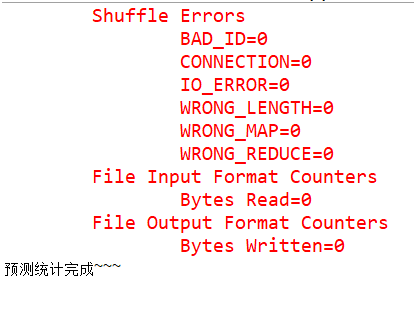 Shuffle Errors
BAD_ID=0
CONNECTION=0
IO_ERROR=0
WRONG_LENGTH=0
WRONG_MAP=0
WRONG_REDUCE=0
File Input Format Counters
Bytes Read=0
File Output Format Counters
Bytes Written=0
预测统计完成~~~